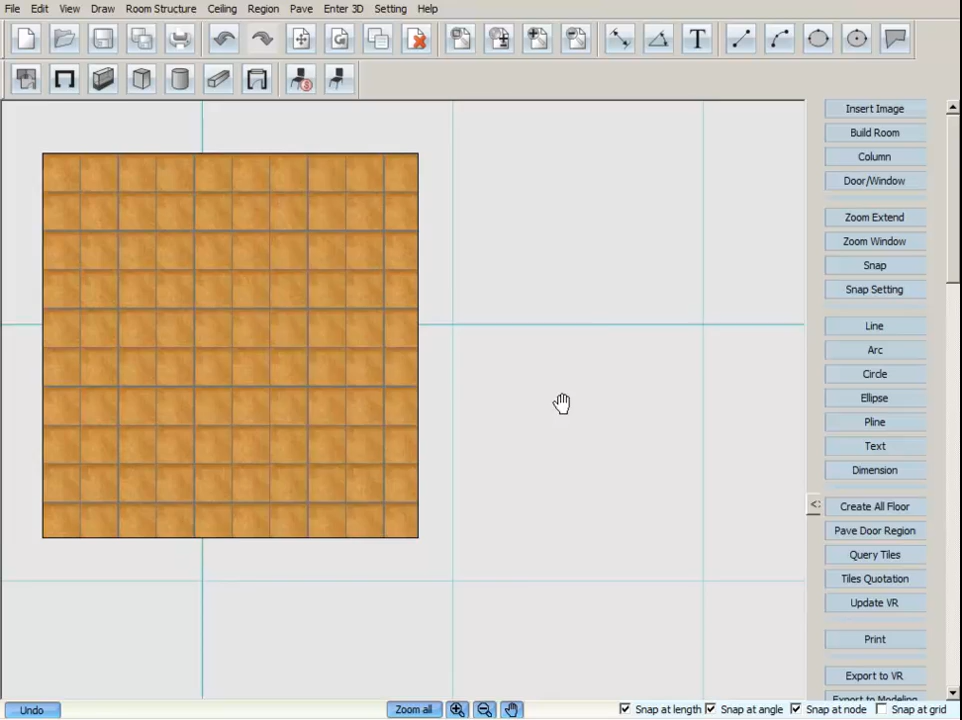 File Edit View Draw Room Structure Ceiling Region Pave Enter 3D Setting Help
T
Insert Image
Build Room
Column
Door/Window
Zoom Extend
Zoom Window
Snap
Snap Setting
Line
Arc
Circle
Ellipse
Pline
Text
Dimension
<:
Create All Floor
Pave Door Region
Query Tiles
Tiles Quotation
Update VR
Print
Export to VR
Export to Modeling
Undo Zoom all Snap at length Snap at angle Snap at node Snap at grid